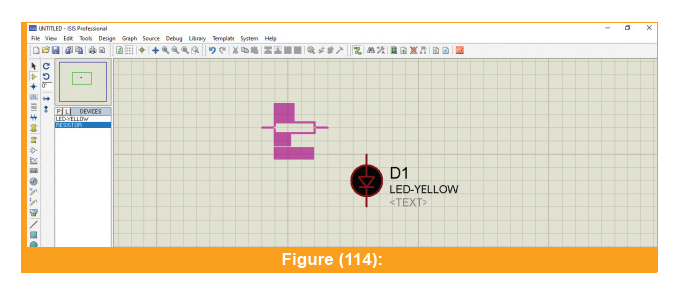 UNTITLED - ISIS Professional
File View Edit Tools Design Graph Source Debug Library Template System Help
P L DEVICES
LED-YELLOW
RESISTOR
D1
LED-YELLOW
<TEXT>
Figure (114):